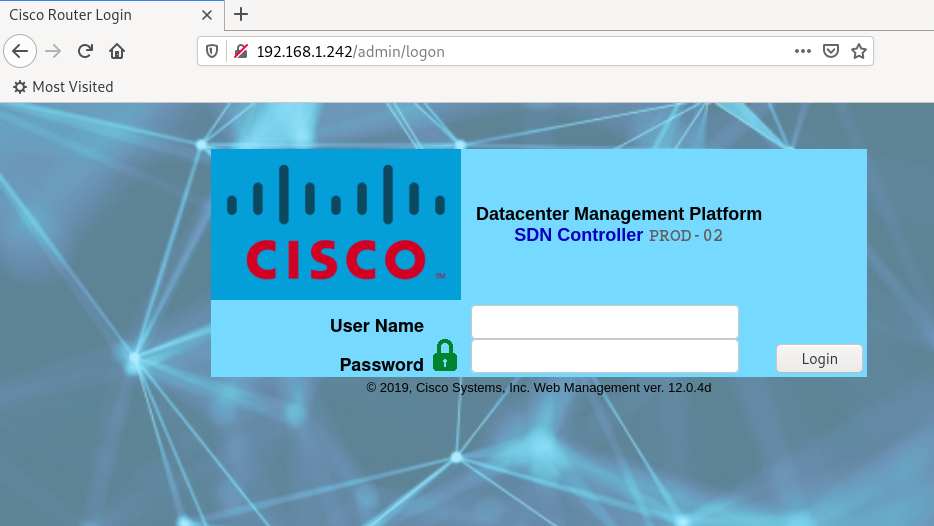 Cisco Router Login
192.168.1.242/admin/logon
Most Visited
CISCO™
Datacenter Management Platform
SDN Controller PROD-02
User Name
Password
Login
© 2019, Cisco Systems, Inc. Web Management ver. 12.0.4d